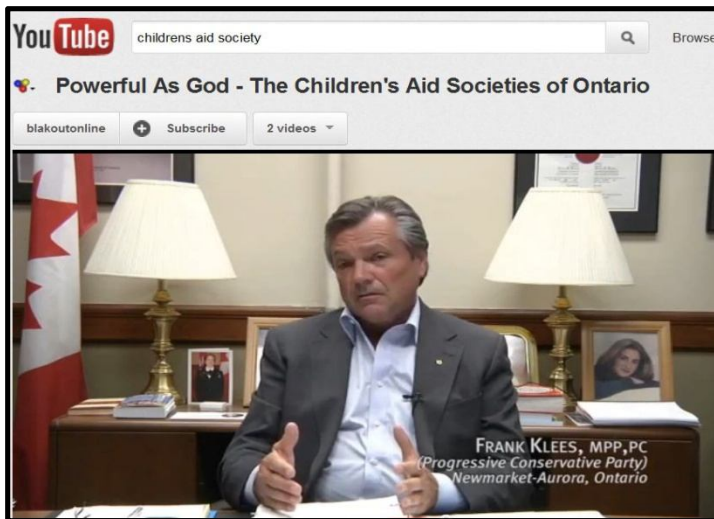 YouTube
childrens aid society
Browse
Powerful As God - The Children's Aid Societies of Ontario
blakoutonline
Subscribe
2 videos
FRANK KLEES, MPP,PC
(Progressive Conservative Party)
Newmarket-Aurora, Ontario